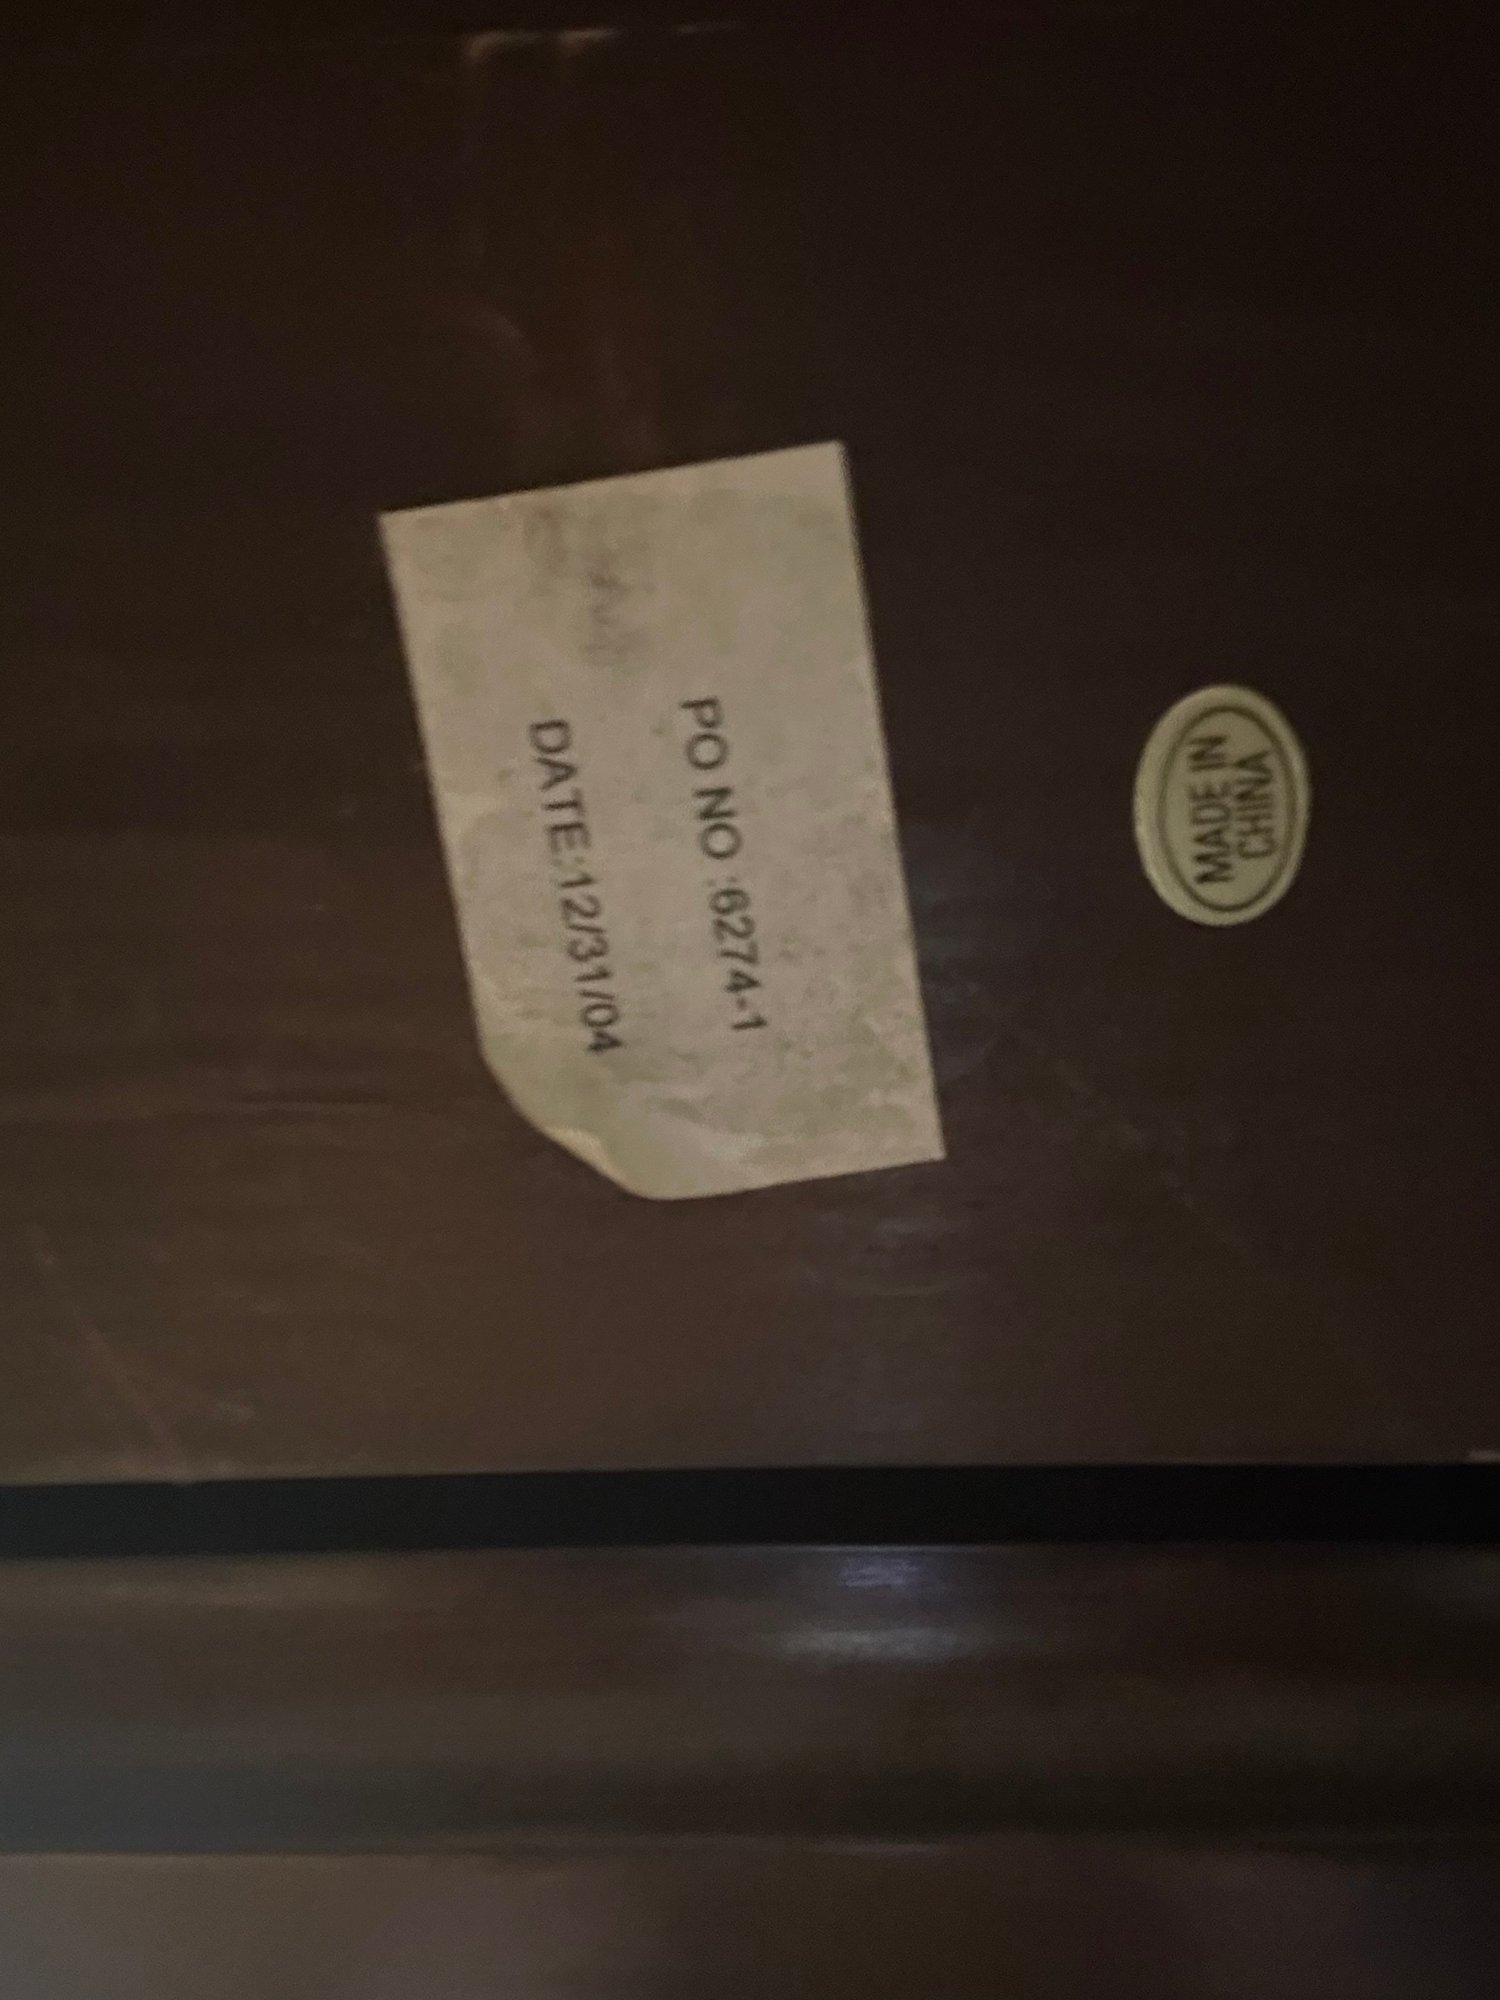 PO NO :6274-1
DATE:12/31/04
MADE IN
CHINA